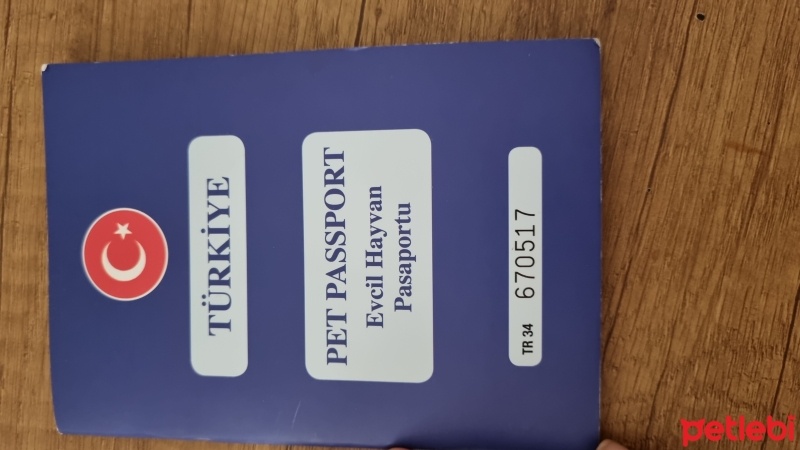 TÜRKİYE
PET PASSPORT
Evcil Hayvan
Pasaportu
TR 34 670517
petlebi